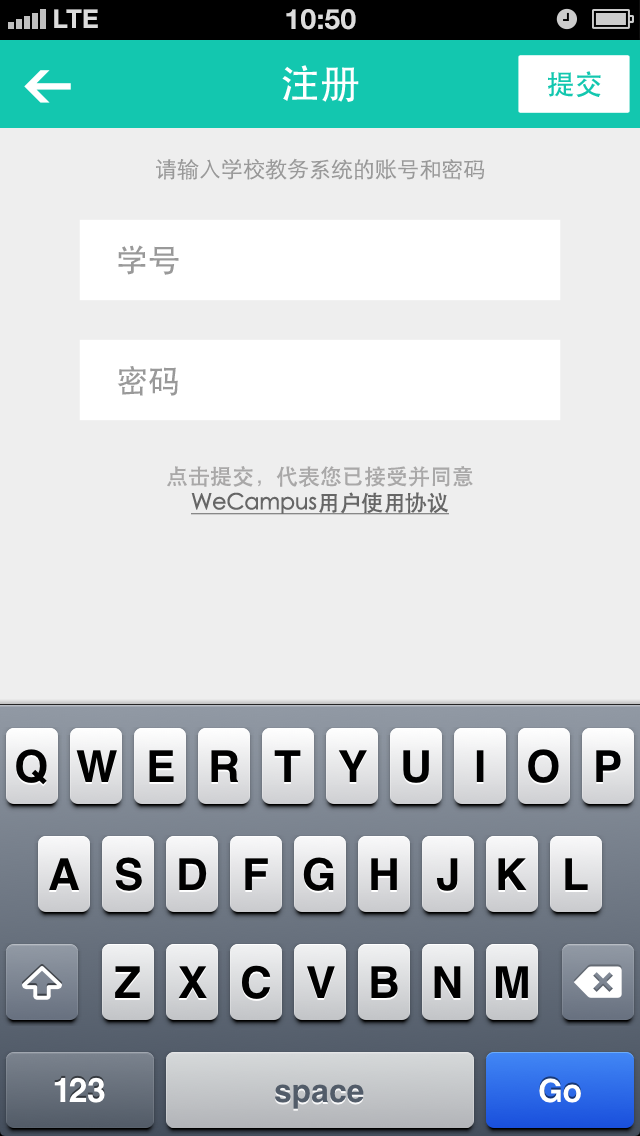 LTE 10:50
注册 提交
请输入学校教务系统的账号和密码
学号
密码
点击提交，代表您已接受并同意
WeCampus用户使用协议
Q W E R T Y U I O P
A S D F G H J K L
Z X C V B N M
123 space Go